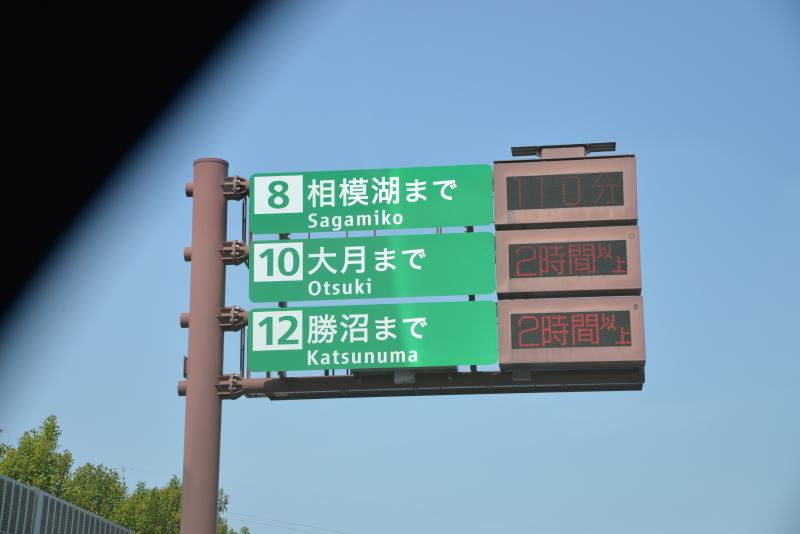 8 相模湖まで 110分
Sagamiko
10 大月まで 2時間以上
Otsuki
12 勝沼まで 2時間以上
Katsunuma